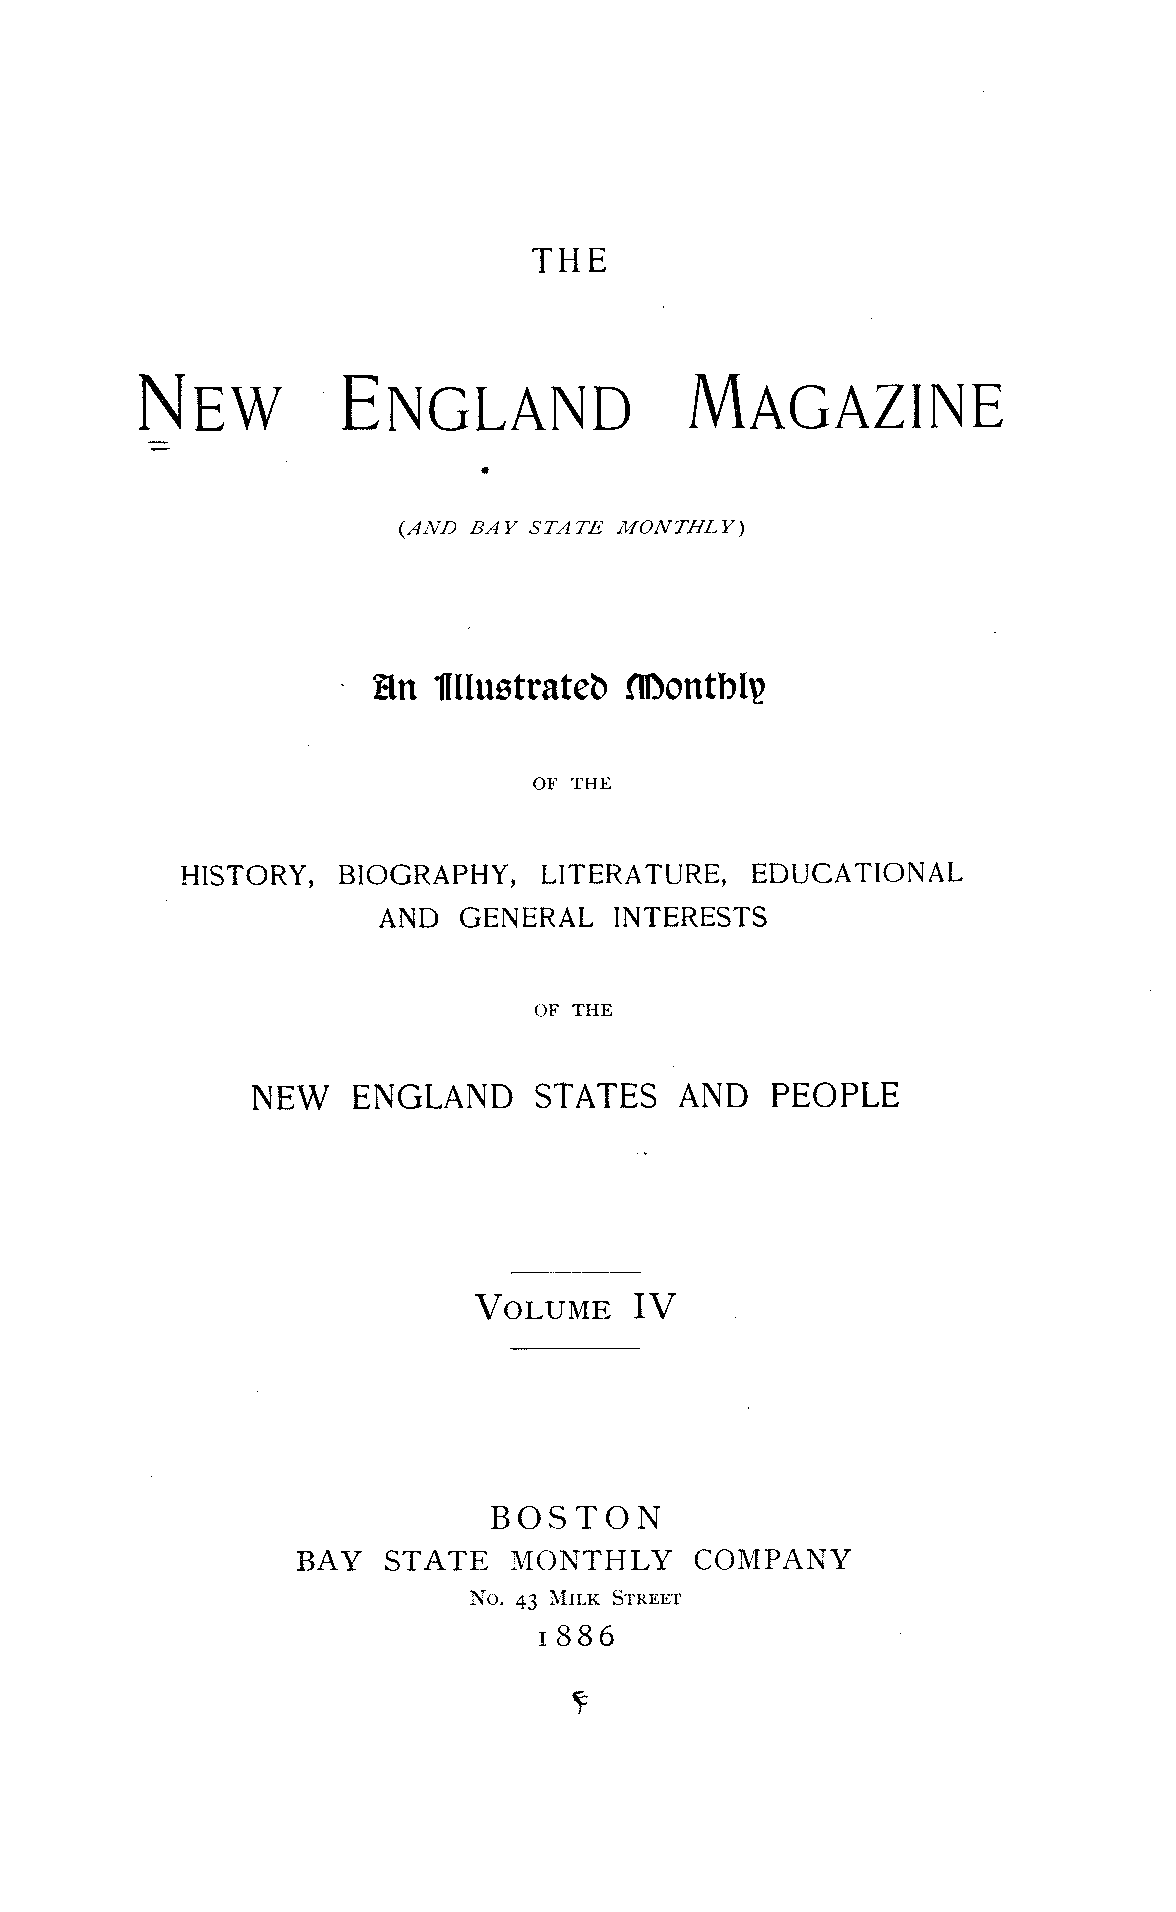 THE
NEW ENGLAND MAGAZINE
(AND BAY STATE MONTHLY)
An Illustrated Monthly
OF THE
HISTORY, BIOGRAPHY, LITERATURE, EDUCATIONAL
AND GENERAL INTERESTS
OF THE
NEW ENGLAND STATES AND PEOPLE
VOLUME IV
BOSTON
BAY STATE MONTHLY COMPANY
No. 43 MILK STREET
1886